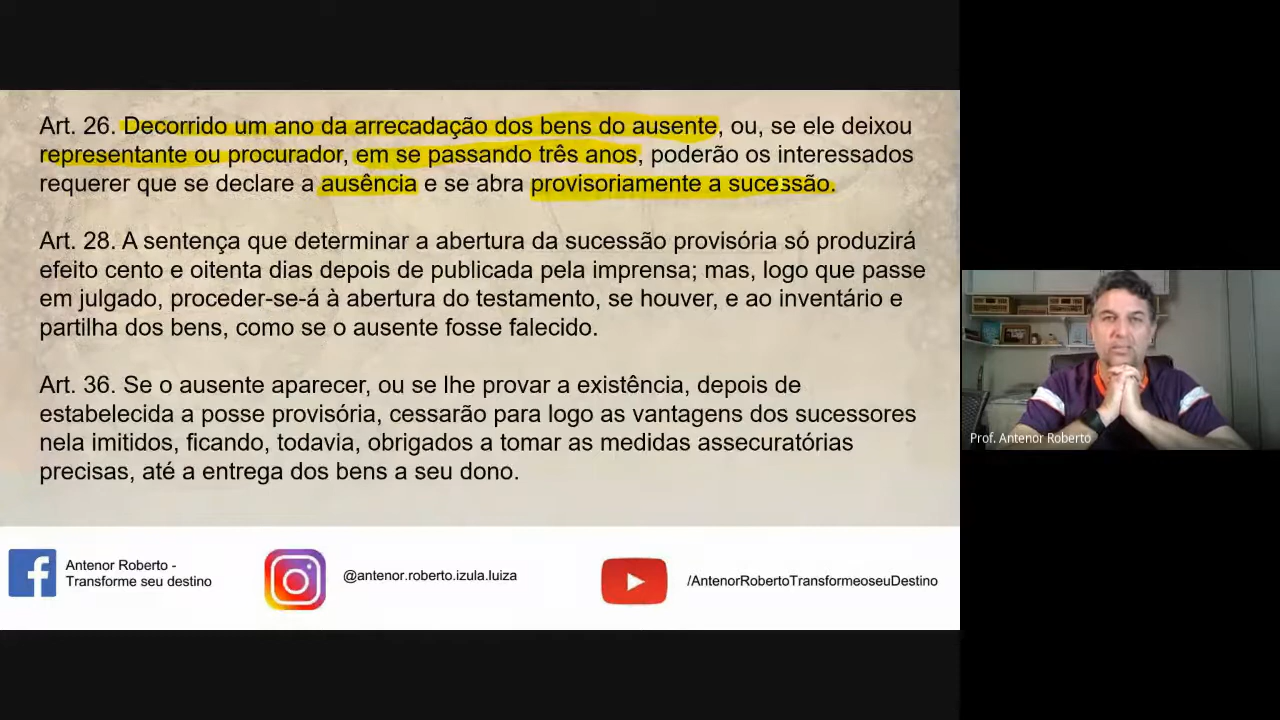 Art. 26. Decorrido um ano da arrecadação dos bens do ausente, ou, se ele deixou
representante ou procurador, em se passando três anos, poderão os interessados
requerer que se declare a ausência e se abra provisoriamente a sucessão.
Art. 28. A sentença que determinar a abertura da sucessão provisória só produzirá
efeito cento e oitenta dias depois de publicada pela imprensa; mas, logo que passe
em julgado, proceder-se-á à abertura do testamento, se houver, e ao inventário e
partilha dos bens, como se o ausente fosse falecido.
Art. 36. Se o ausente aparecer, ou se lhe provar a existência, depois de
estabelecida a posse provisória, cessarão para logo as vantagens dos sucessores
nela imitidos, ficando, todavia, obrigados a tomar as medidas assecuratórias
precisas, até a entrega dos bens a seu dono.
Prof. Antenor Roberto
Antenor Roberto -
Transforme seu destino
@antenor.roberto.izula.luiza
/AntenorRobertoTransformeoseuDestino